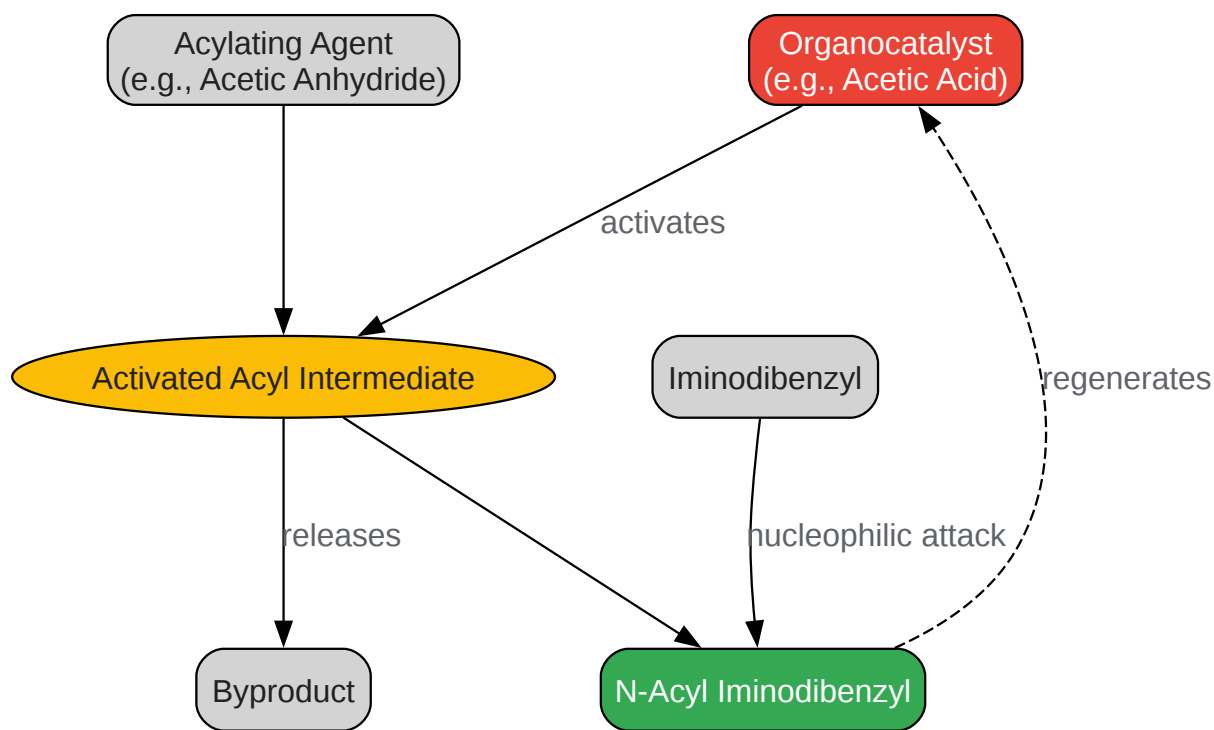 Acylating Agent
(e.g., Acetic Anhydride)
Organocatalyst
(e.g., Acetic Acid)
activates
Activated Acyl Intermediate
Iminodibenzyl
regenerates
releases
nucleophilic attack
Byproduct
N-Acyl Iminodibenzyl